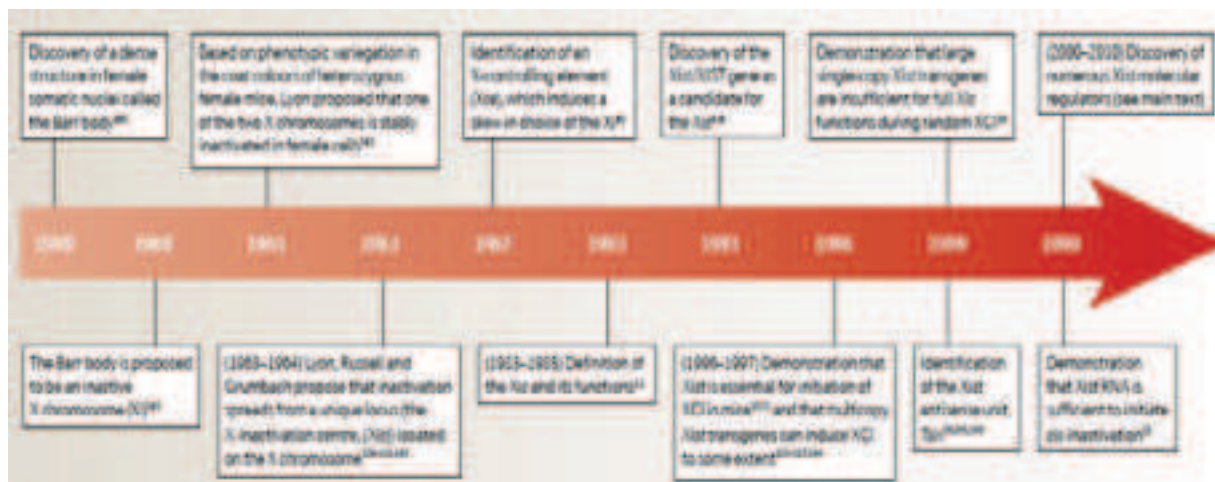 Discovery of a dense
structure in female
somatic nuclei called
the Barr body
Based on phenotypic variegation in
the coat colours of heterozygous
female mice, Lyon proposed that one
of the two X chromosomes is stably
inactivated in female cells
Identification of an
X-controlling element
(Xce), which induces a
skew in choice of the Xi
Discovery of the
Xist/XIST gene as
a candidate for
the Xist
Demonstration that large
single-copy Xist transgenes
are insufficient for full Xic
functions during random XCI
(2000–2010) Discovery of
numerous Xist molecular
regulators (see main text)
1960
1961
1963
1967
1991
1996
1999
The Barr body is proposed
to be an inactive
X chromosome (Xi)
(1963–1964) Lyon, Russell and
Grumbach propose that inactivation
spreads from a unique locus (the
X-inactivation centre, (Xic)) located
on the X chromosome
Definition of
the Xic and its functions
(1996–1997) Demonstration that
Xist is essential for initiation of
XCI in mice and that multicopy
Xist transgenes can induce XCI
to some extent
Identification
of the Xist
antisense unit,
Tsix
Demonstration
that Xist RNA is
sufficient to initiate
cis inactivation